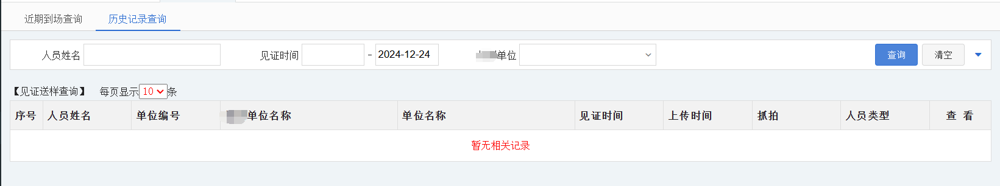 近期到场查询 历史记录查询
人员姓名 见证时间 - 2024-12-24 单位 查询 清空
【见证送样查询】 每页显示10条
序号 人员姓名 单位编号 单位名称 单位名称 见证时间 上传时间 抓拍 人员类型 查 看
暂无相关记录